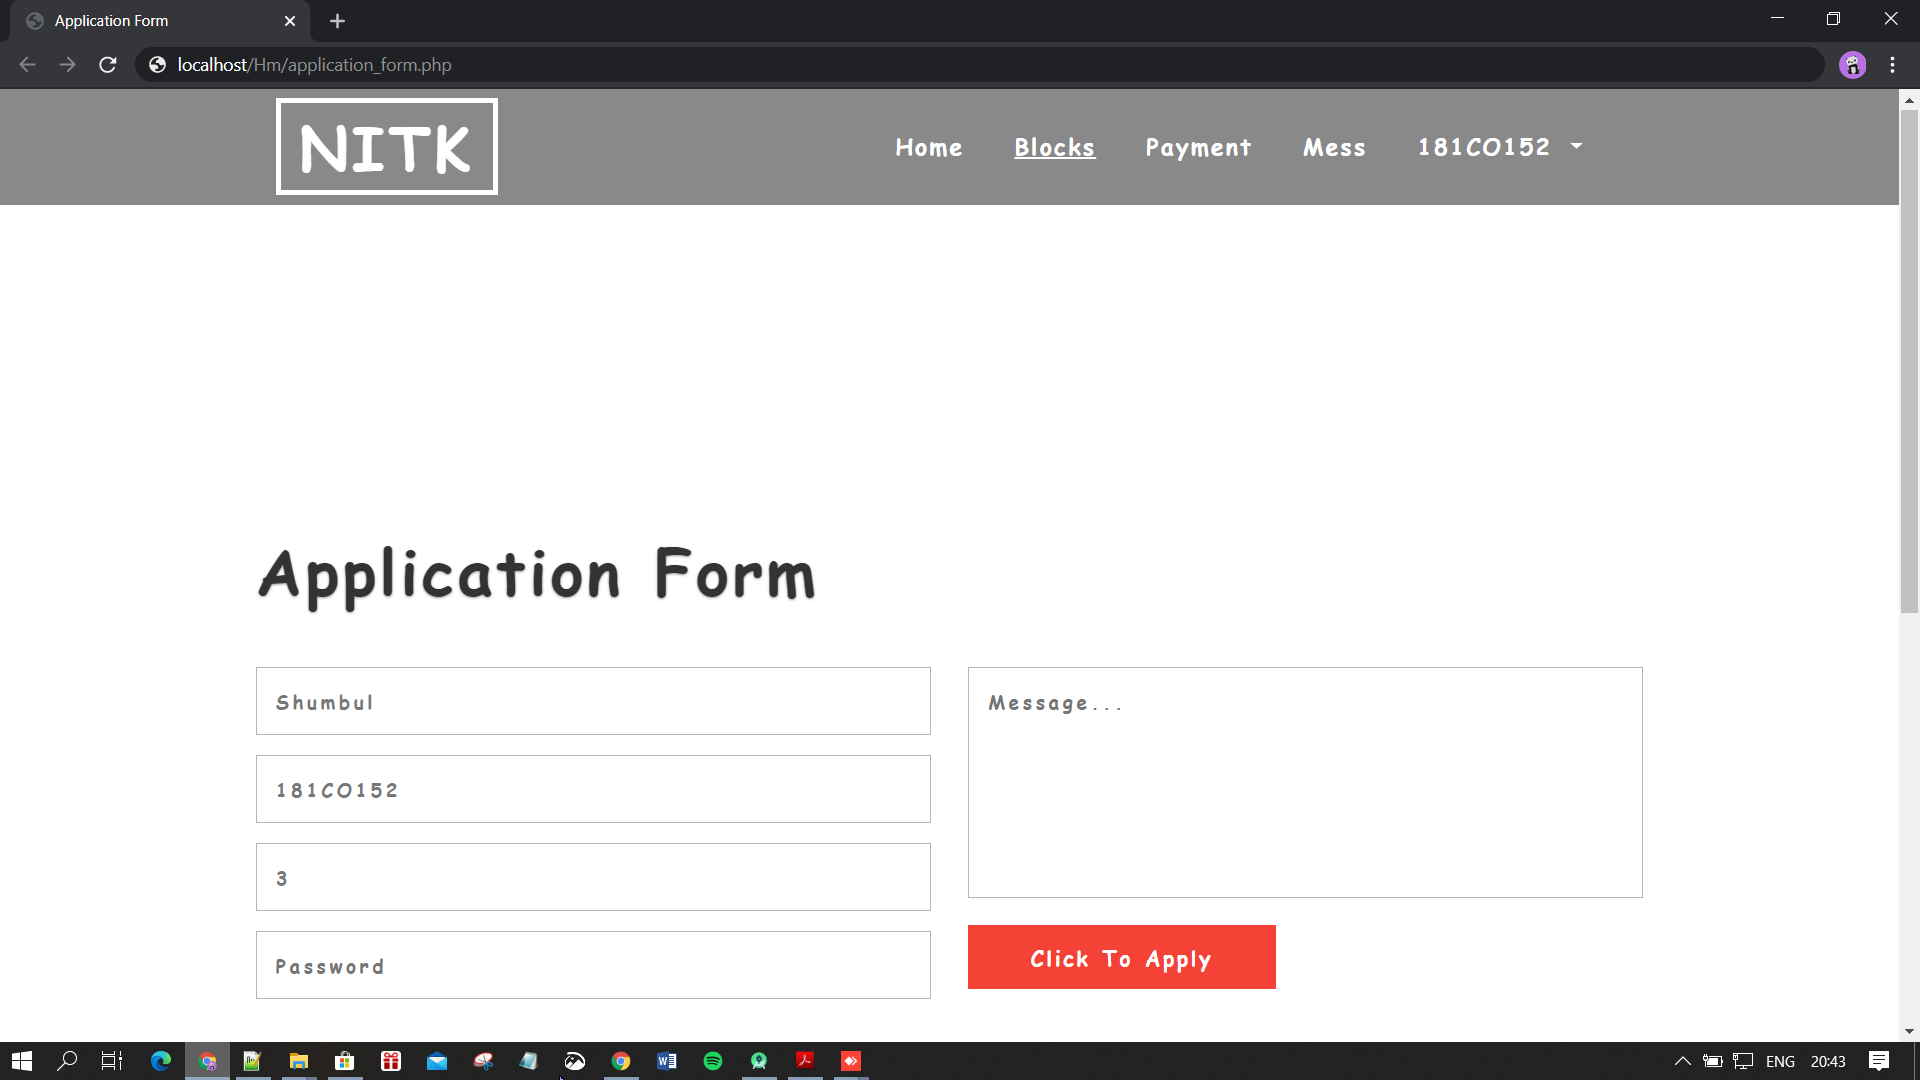 Application Form
localhost/Hm/application_form.php
NITK
Home Blocks Payment Mess 181CO152
Application Form
Shumbul
Message...
181CO152
3
Password
Click To Apply
ENG 20:43